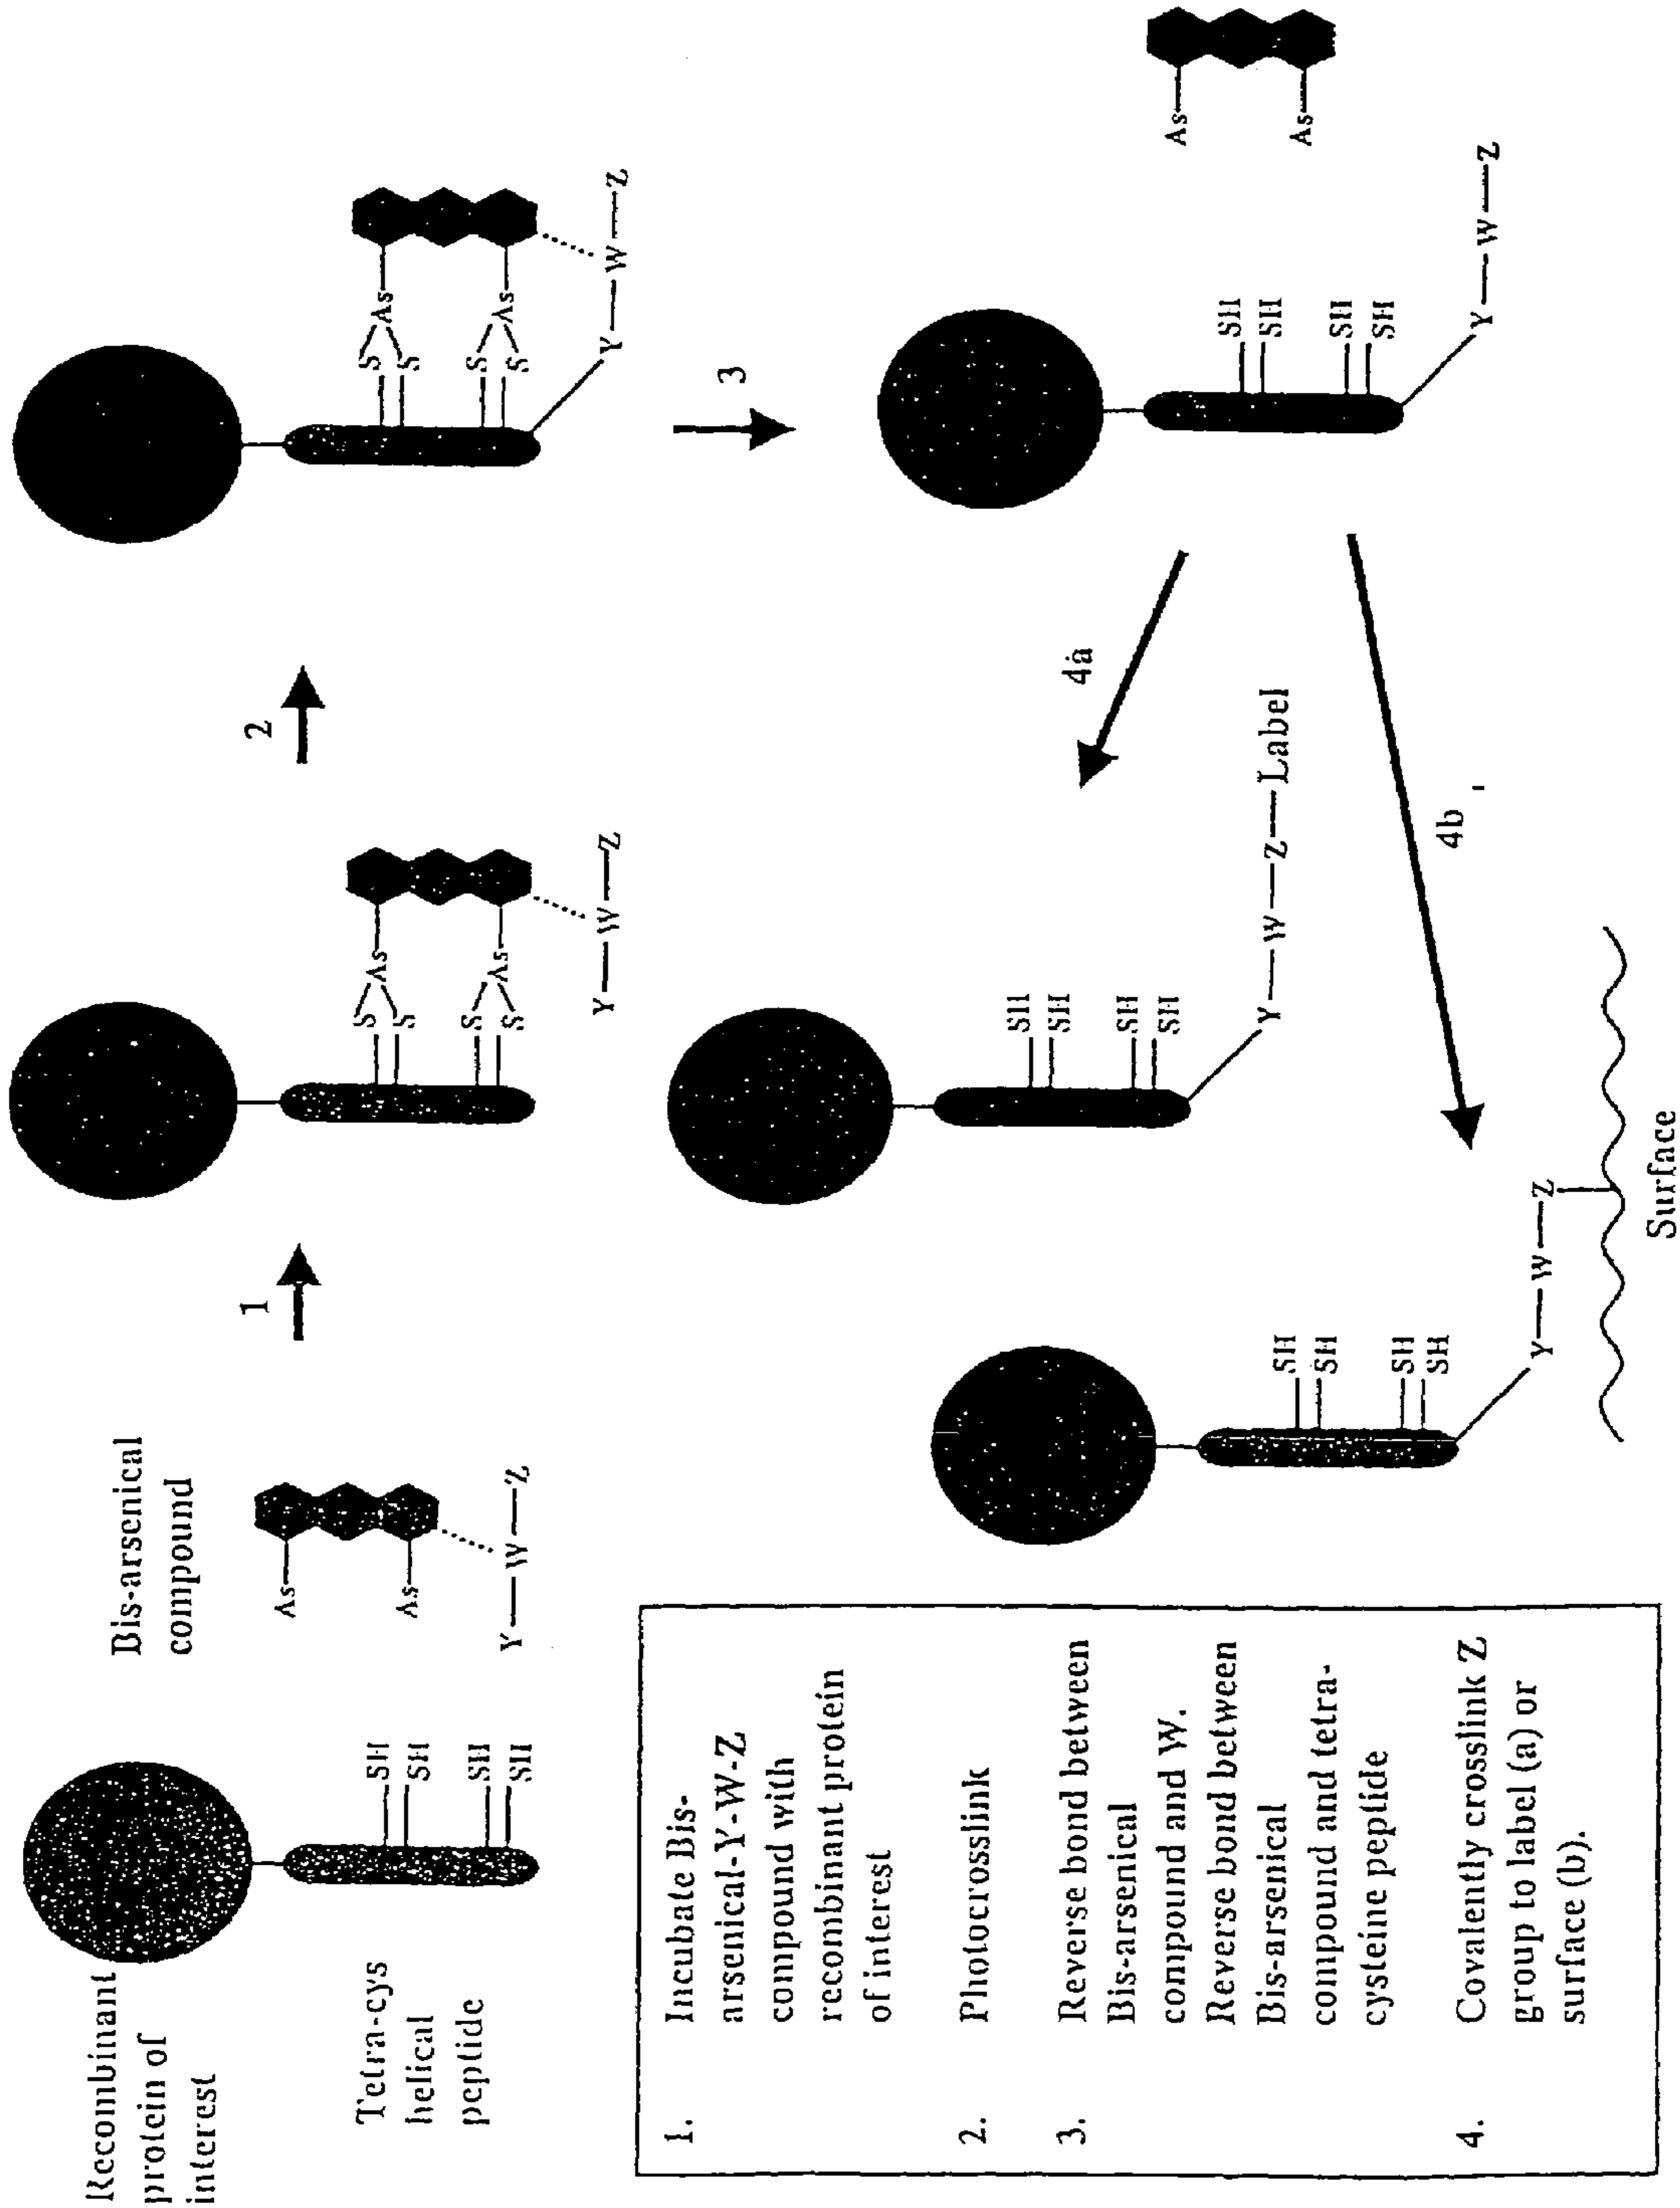 Recombinant
protein of
interest
Tetra-cys
helical
peptide
SH
SH
SH
SH
Bis-arsenical
compound
As
As
Y—W—Z
1
S
S
As
S
S
As
Y—W—Z
2
S
S
As
S
S
As
Y—W—Z
3
SH
SH
SH
SH
Y—W—Z
As
As
4a
SH
SH
SH
SH
Y—W—Z—Label
4b
SH
SH
SH
SH
Y—W—Z
Surface
1. Incubate Bis-
arsenical-Y-W-Z
compound with
recombinant protein
of interest
2. Photocrosslink
3. Reverse bond between
Bis-arsenical
compound and W.
Reverse bond between
Bis-arsenical
compound and tetra-
cysteine peptide
4. Covalently crosslink Z
group to label (a) or
surface (b).